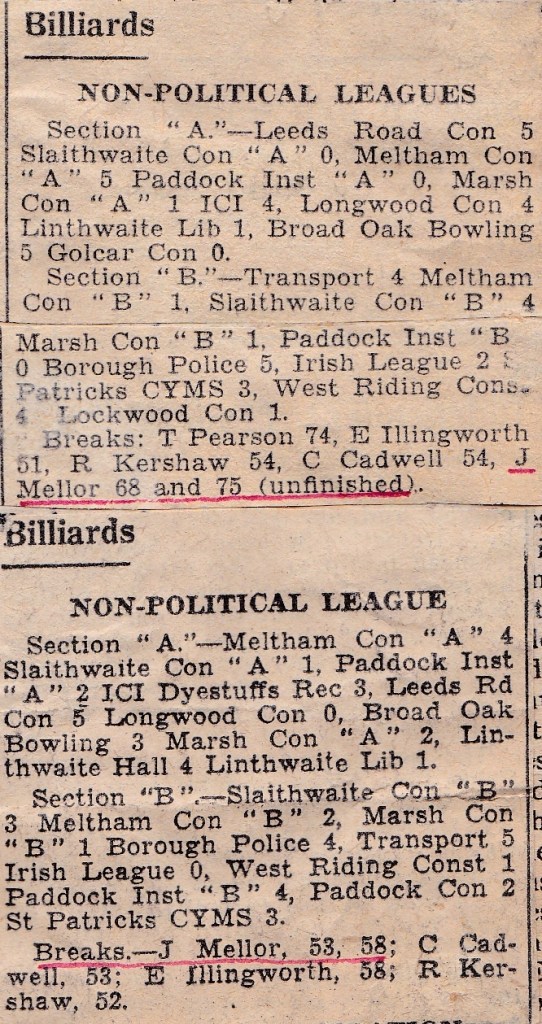 Billiards
NON-POLITICAL LEAGUES
Section "A."—Leeds Road Con 5
Slaithwaite Con "A" 0, Meltham Con
"A" 5 Paddock Inst "A" 0, Marsh
Con "A" 1 ICI 4, Longwood Con 4
Linthwaite Lib 1, Broad Oak Bowling
5 Golcar Con 0.
Section "B."—Transport 4 Meltham
Con "B" 1, Slaithwaite Con "B" 4
Marsh Con "B" 1, Paddock Inst "B
0 Borough Police 5, Irish League 2
Patricks CYMS 3, West Riding Cons
4 Lockwood Con 1.
Breaks: T Pearson 74, E Illingworth
51, R Kershaw 54, C Cadwell 54, J
Mellor 68 and 75 (unfinished).
Billiards
NON-POLITICAL LEAGUE
Section "A."—Meltham Con "A" 4
Slaithwaite Con "A" 1, Paddock Inst
"A" 2 ICI Dyestuffs Rec 3, Leeds Rd
Con 5 Longwood Con 0, Broad Oak
Bowling 3 Marsh Con "A" 2, Lin-
thwaite Hall 4 Linthwaite Lib 1.
Section "B".—Slaithwaite Con "B"
3 Meltham Con "B" 2, Marsh Con
"B" 1 Borough Police 4, Transport 5
Irish League 0, West Riding Const 1
Paddock Inst "B" 4, Paddock Con 2
St Patricks CYMS 3.
Breaks.—J Mellor, 53, 58; C Cad-
well, 53; E Illingworth, 58; R Ker-
shaw, 52.